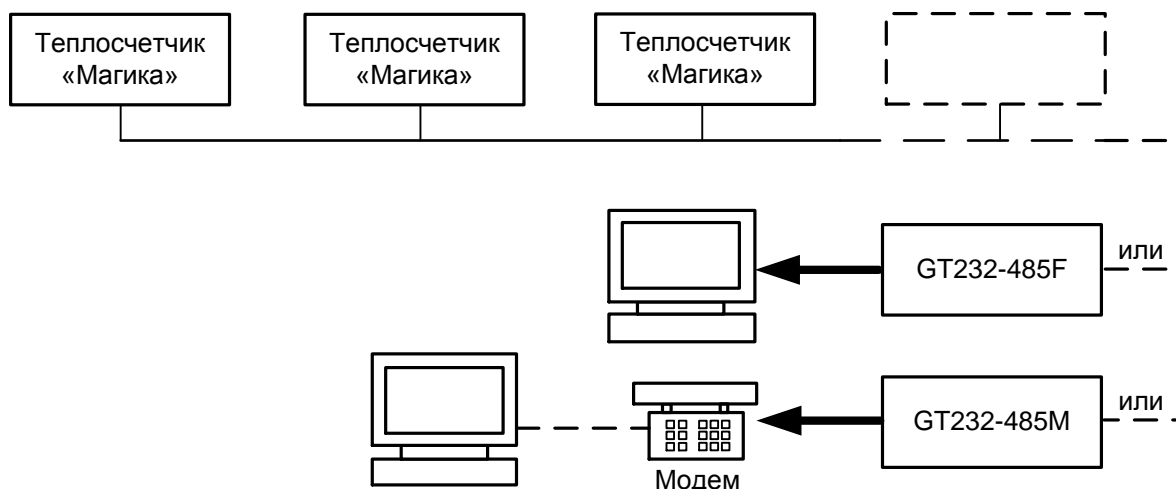 Теплосчетчик
«Магика»
Теплосчетчик
«Магика»
Теплосчетчик
«Магика»
GT232-485F
или
GT232-485M
или
Модем